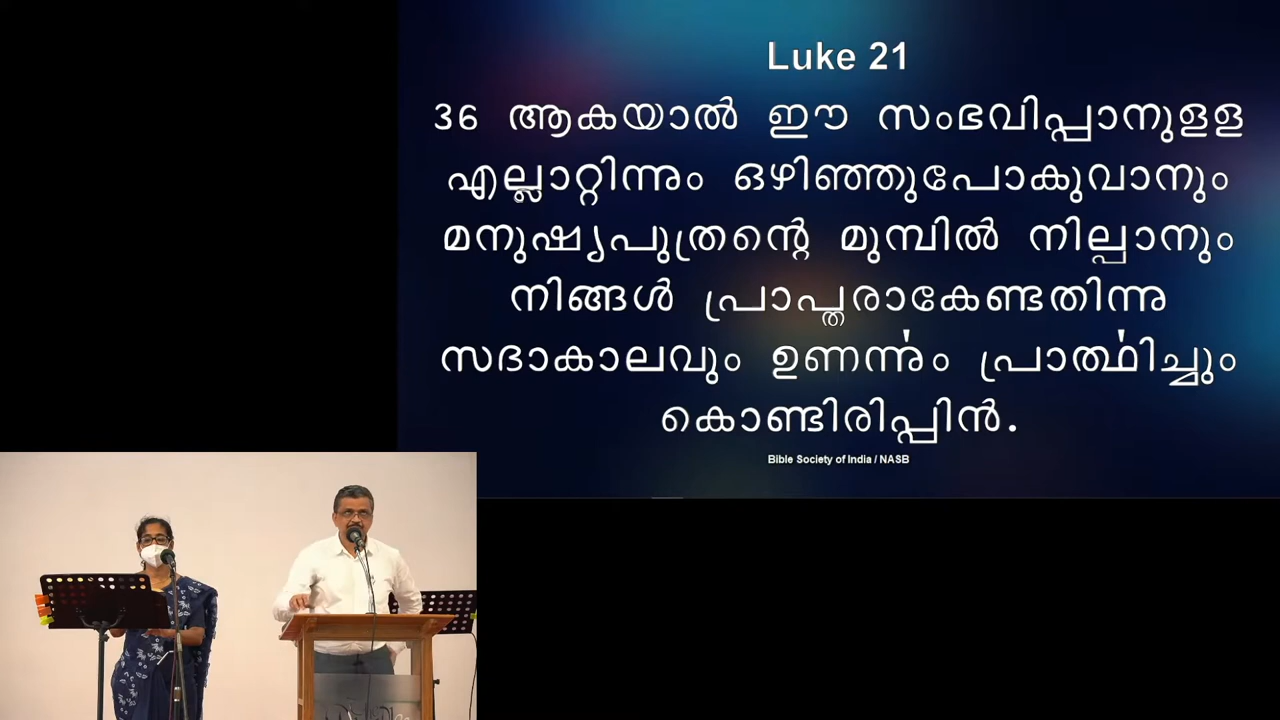 Luke 21
36 ആകയാൽ ഈ സംഭവിപ്പാനുളള
എല്ലാറ്റിന്നും ഒഴിഞ്ഞുപോകുവാനും
മനുഷ്യപുത്രന്റെ മുമ്പിൽ നില്പാനും
നിങ്ങൾ പ്രാപ്തരാകേണ്ടതിന്നു
സദാകാലവും ഉണർന്നും പ്രാർത്ഥിച്ചും
കൊണ്ടിരിപ്പിൻ.
Bible Society of India / NASB